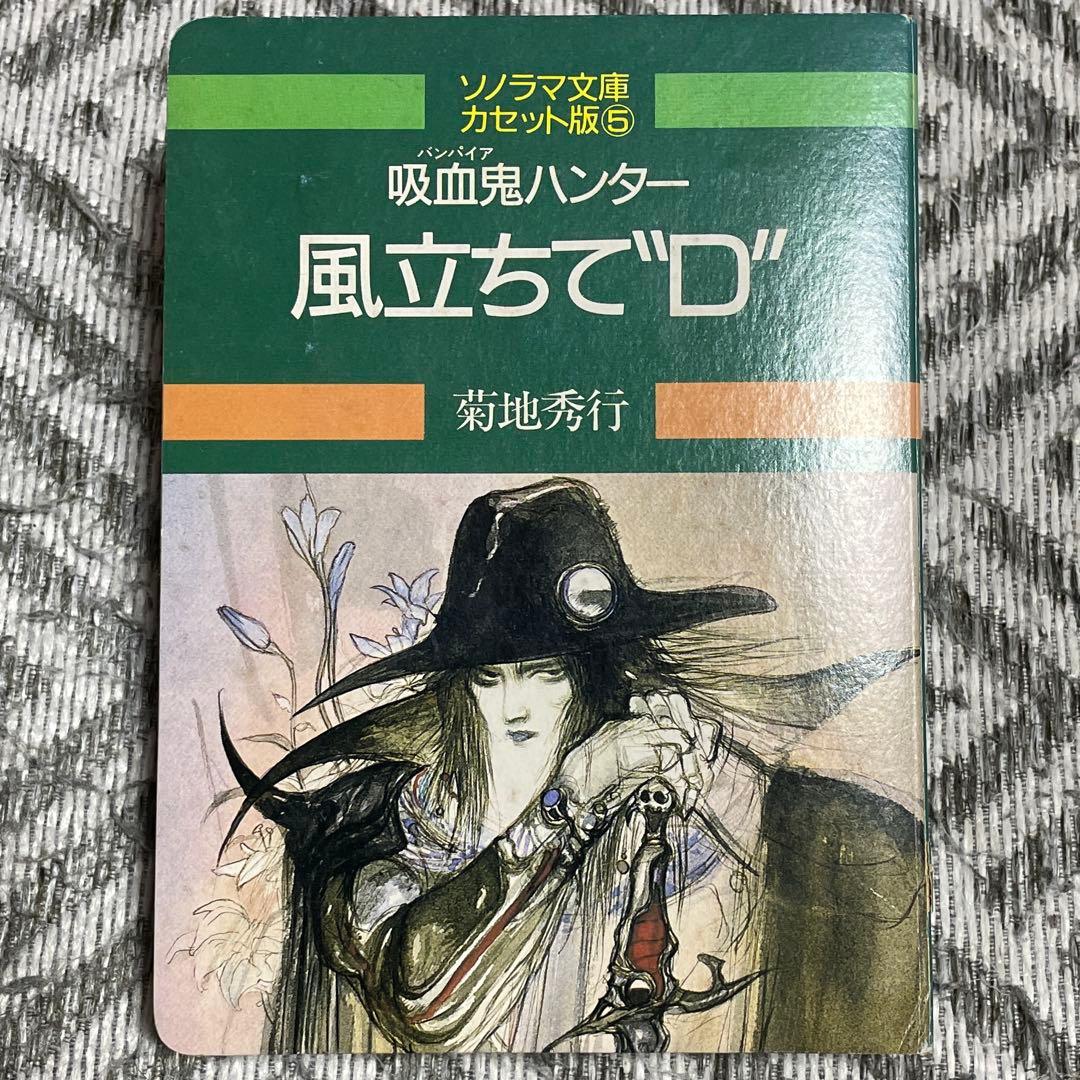 ソノラマ文庫
カセット版⑤
バンパイア
吸血鬼ハンター
風立ちて“D”
菊地秀行